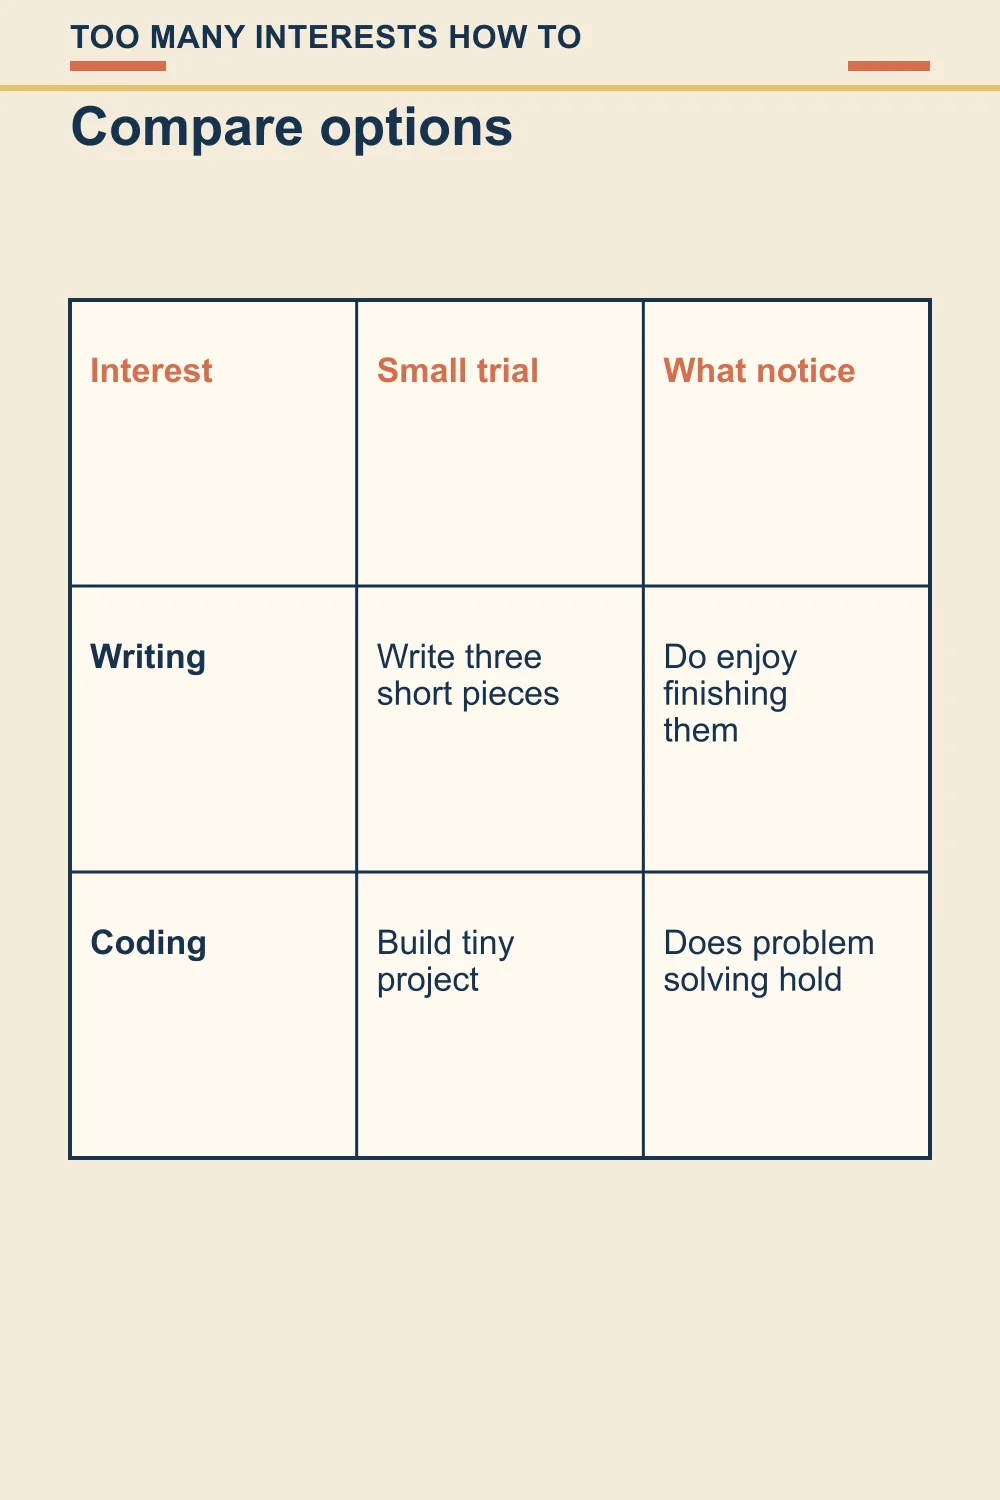 TOO MANY INTERESTS HOW TO
Compare options
Interest
Small trial
What notice
Writing
Write three
short pieces
Do enjoy
finishing
them
Coding
Build tiny
project
Does problem
solving hold